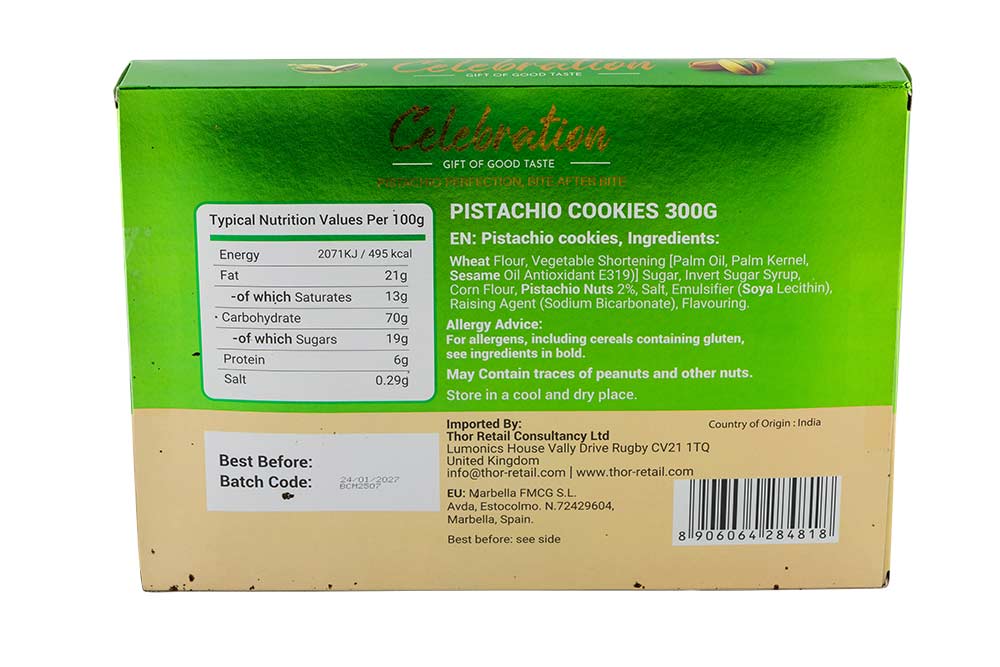 Celebration
GIFT OF GOOD TASTE
Celebration
GIFT OF GOOD TASTE
PISTACHIO PERFECTION, BITE AFTER BITE
Typical Nutrition Values Per 100g
Energy 2071KJ / 495 kcal
Fat 21g
-of which Saturates 13g
Carbohydrate 70g
-of which Sugars 19g
Protein 6g
Salt 0.29g
PISTACHIO COOKIES 300G
EN: Pistachio cookies, Ingredients:
Wheat Flour, Vegetable Shortening [Palm Oil, Palm Kernel,
Sesame Oil Antioxidant E319)] Sugar, Invert Sugar Syrup,
Corn Flour, Pistachio Nuts 2%, Salt, Emulsifier (Soya Lecithin),
Raising Agent (Sodium Bicarbonate), Flavouring.
Allergy Advice:
For allergens, including cereals containing gluten,
see ingredients in bold.
May Contain traces of peanuts and other nuts.
Store in a cool and dry place.
Best Before: 24/01/2027
Batch Code: BCM2507
Imported By:
Thor Retail Consultancy Ltd
Lumonics House Vally Drive Rugby CV21 1TQ
United Kingdom
info@thor-retail.com | www.thor-retail.com
EU: Marbella FMCG S.L.
Avda, Estocolmo. N.72429604,
Marbella, Spain.
Best before: see side
Country of Origin : India
8 906064 284818